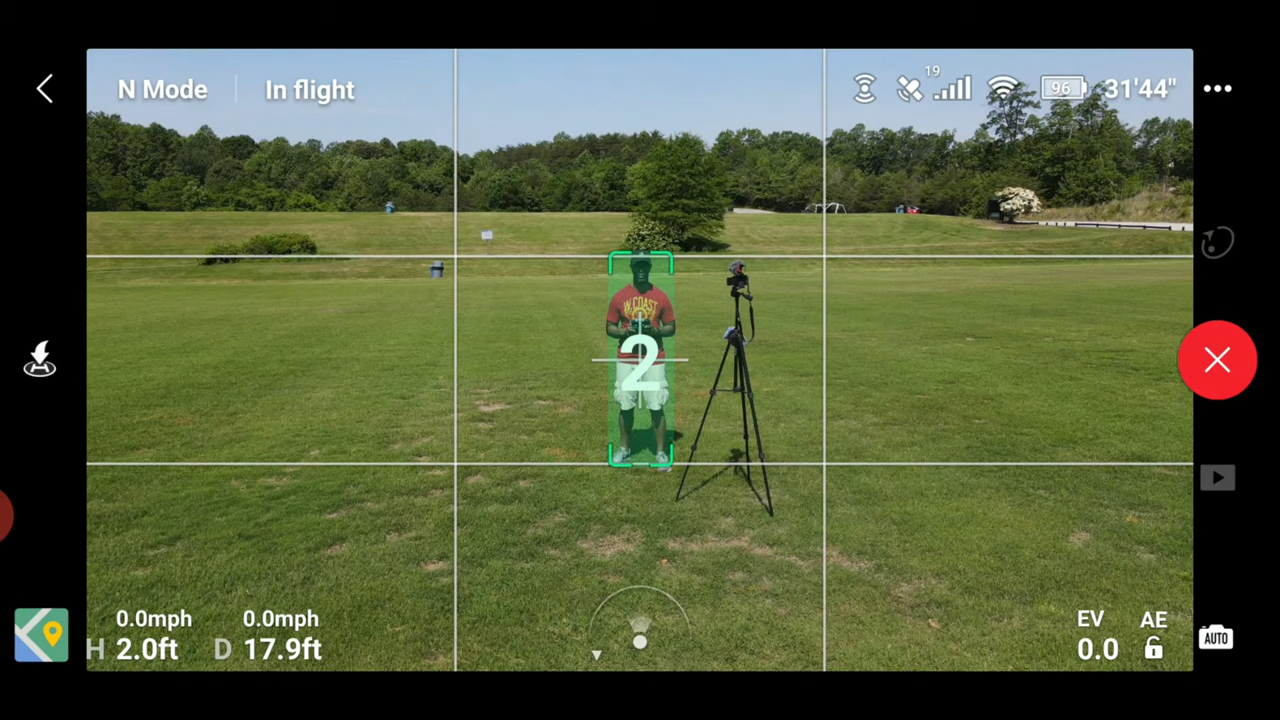 N Mode
In flight
19
96
31'44"
W.COAST
2
0.0mph
0.0mph
H 2.0ft
D 17.9ft
EV
0.0
AE
AUTO